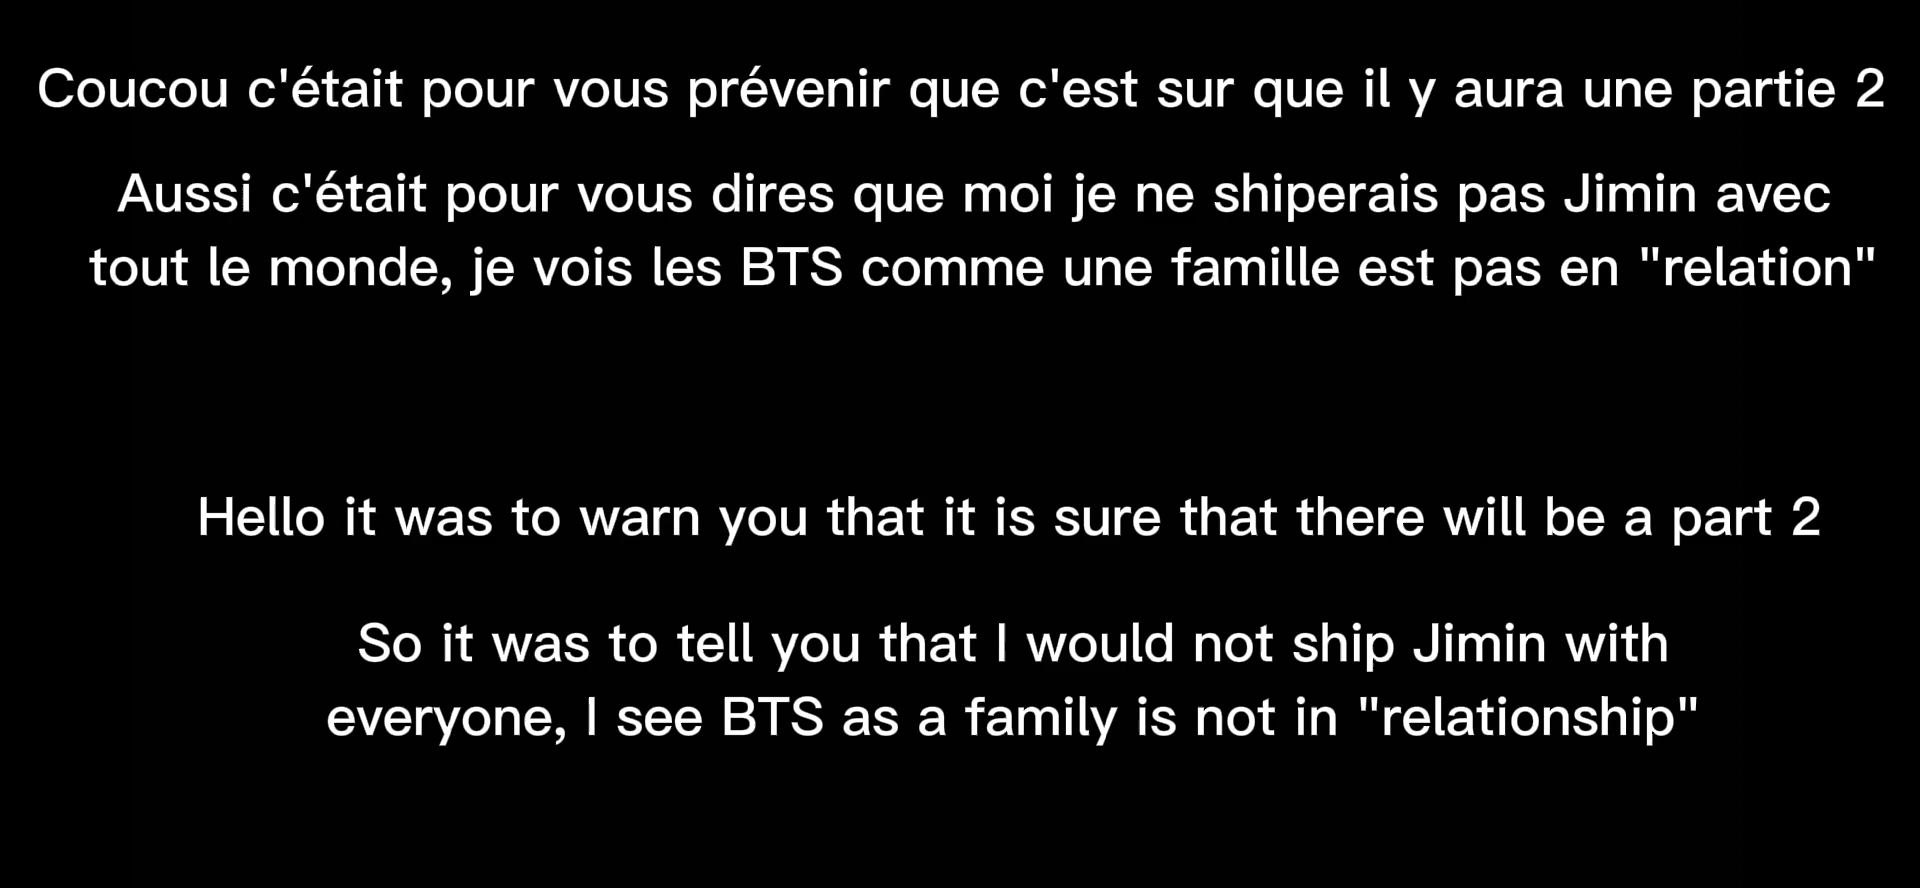 Coucou c'était pour vous prévenir que c'est sur que il y aura une partie 2
Aussi c'était pour vous dires que moi je ne shiperais pas Jimin avec
tout le monde, je vois les BTS comme une famille est pas en "relation"
Hello it was to warn you that it is sure that there will be a part 2
So it was to tell you that I would not ship Jimin with
everyone, I see BTS as a family is not in "relationship"